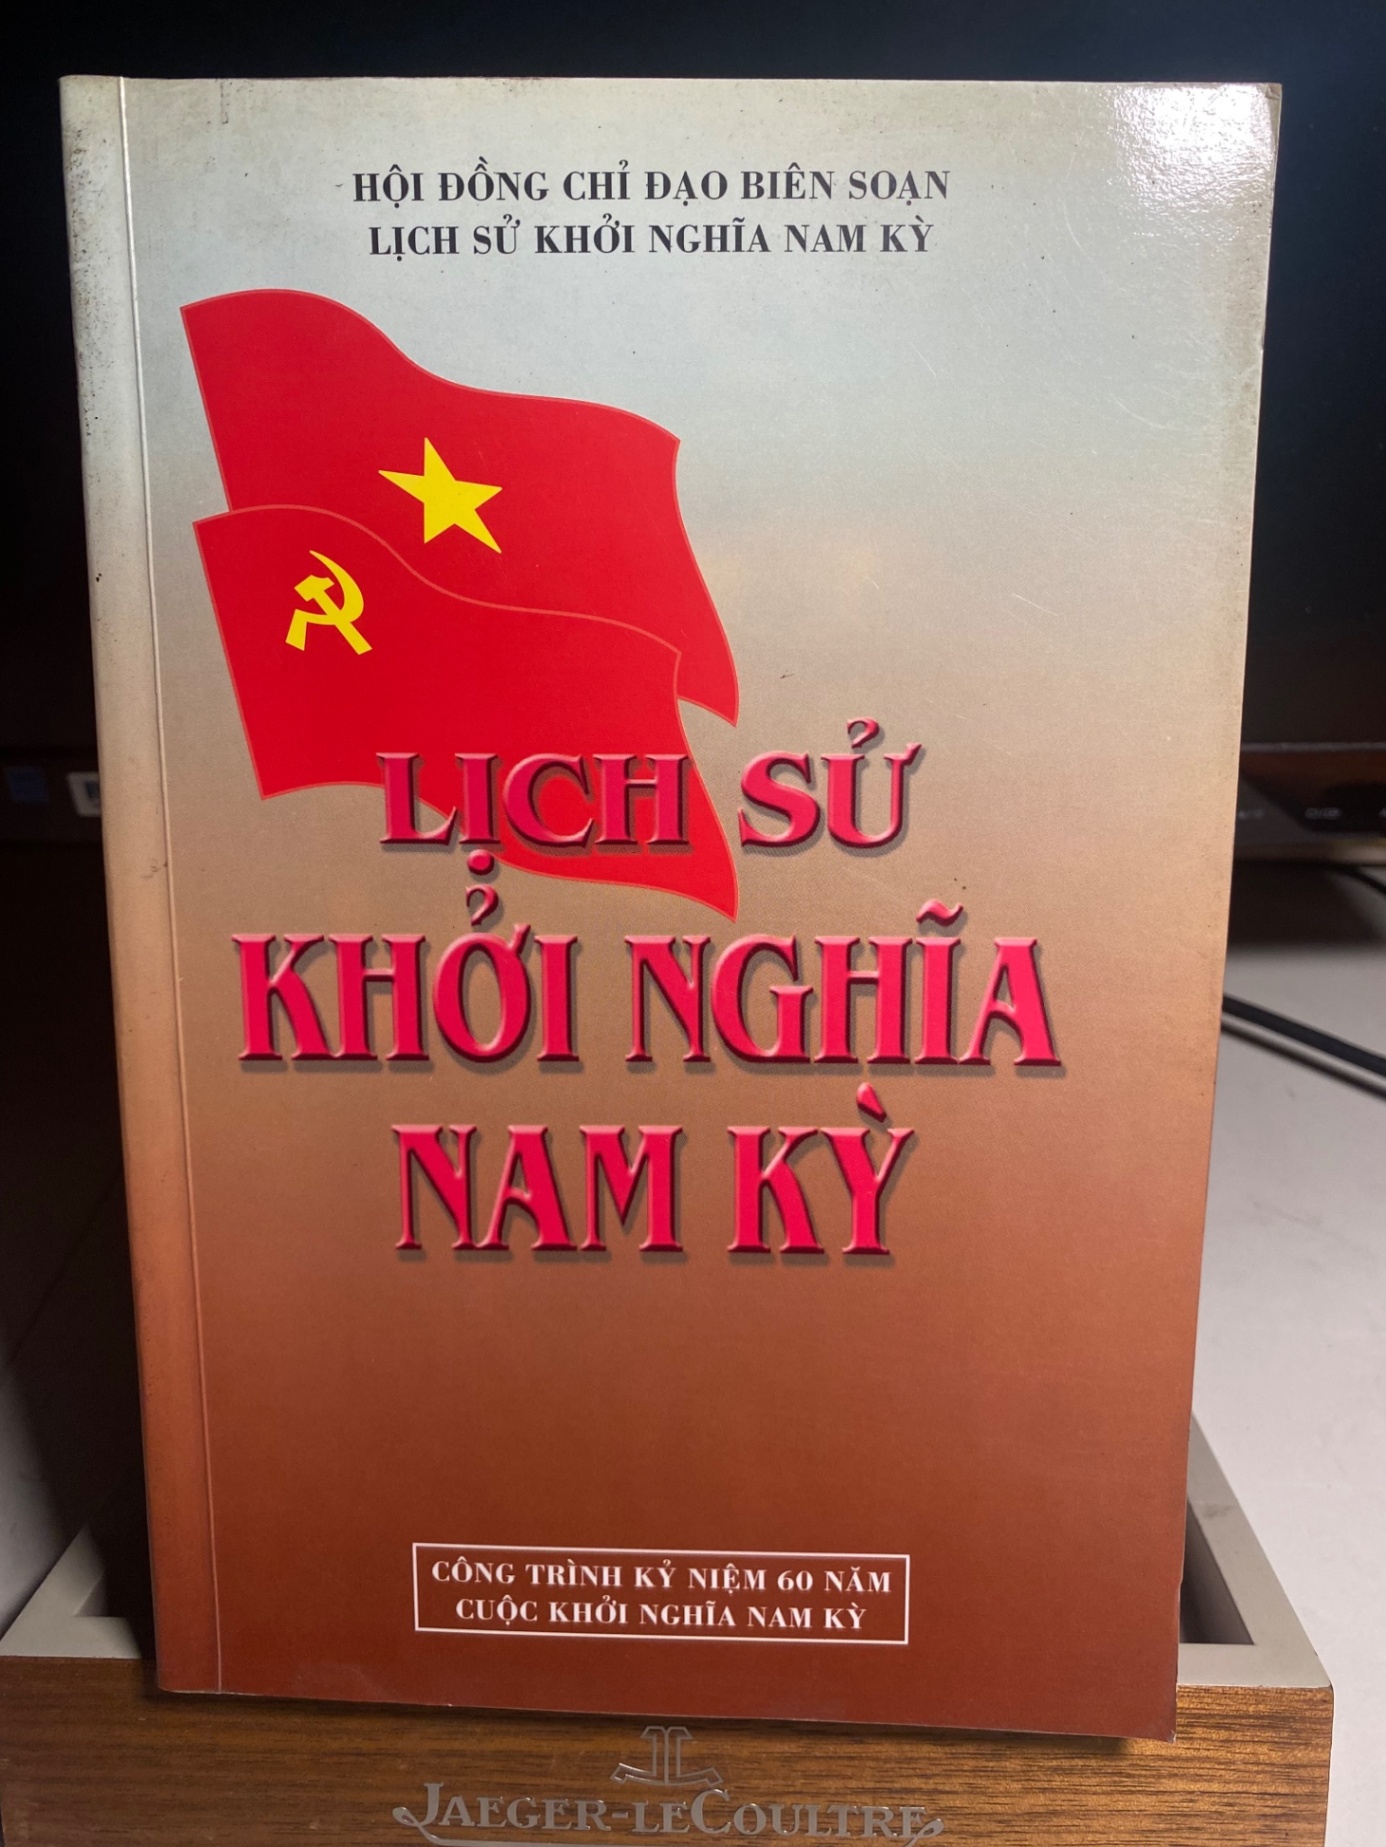 HỘI ĐỒNG CHỈ ĐẠO BIÊN SOẠN
LỊCH SỬ KHỞI NGHĨA NAM KỲ
LỊCH SỬ
KHỞI NGHĨA
NAM KỲ
CÔNG TRÌNH KỶ NIỆM 60 NĂM
CUỘC KHỞI NGHĨA NAM KỲ
JAEGER-LECOULTRE